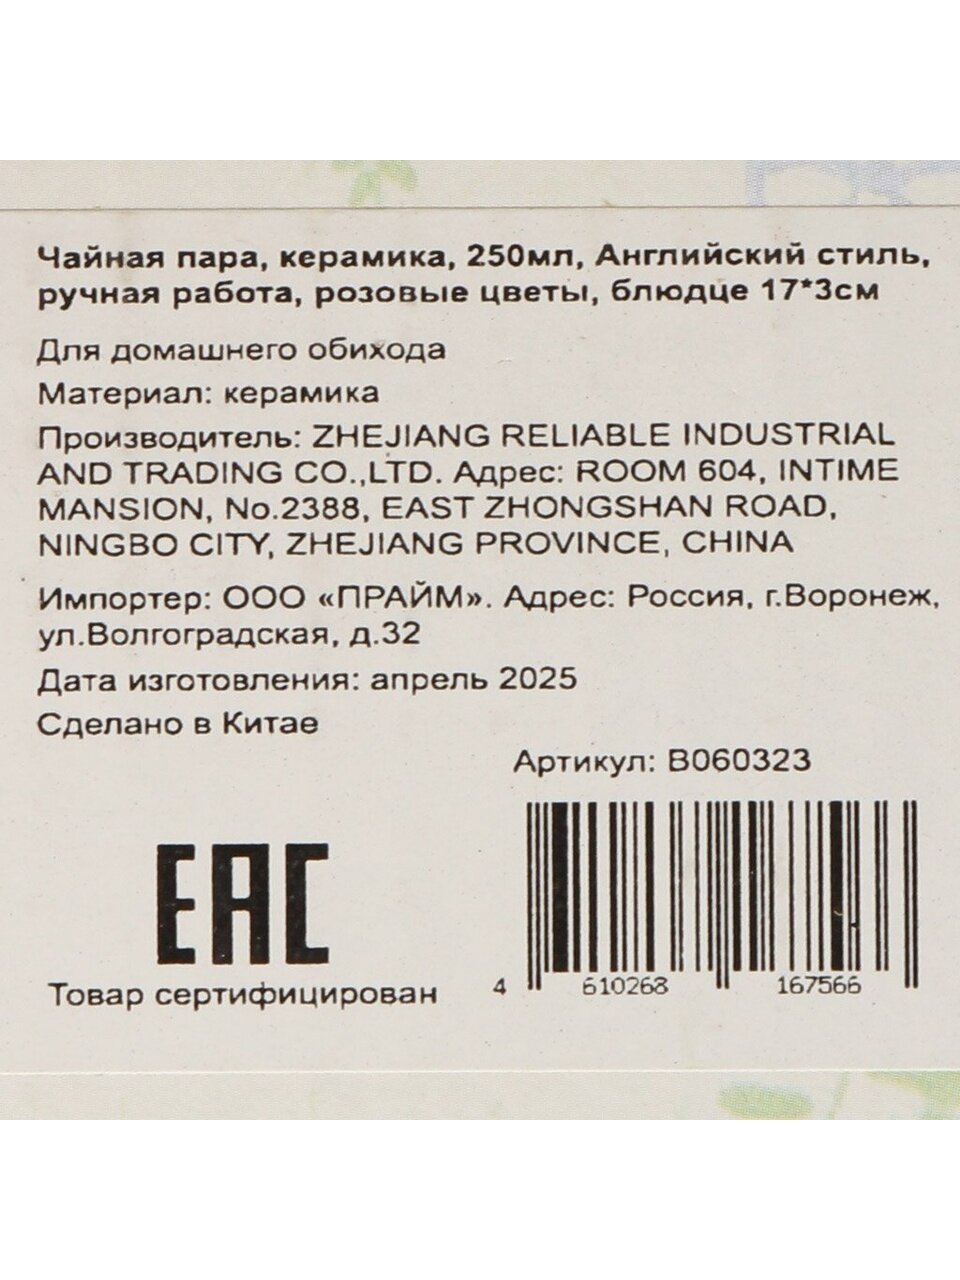 Чайная пара, керамика, 250мл, Английский стиль,
ручная работа, розовые цветы, блюдце 17*3см
Для домашнего обихода
Материал: керамика
Производитель: ZHEJIANG RELIABLE INDUSTRIAL
AND TRADING CO.,LTD. Адрес: ROOM 604, INTIME
MANSION, No.2388, EAST ZHONGSHAN ROAD,
NINGBO CITY, ZHEJIANG PROVINCE, CHINA
Импортер: ООО «ПРАЙМ». Адрес: Россия, г.Воронеж,
ул.Волгоградская, д.32
Дата изготовления: апрель 2025
Сделано в Китае
Артикул: B060323
EAC
Товар сертифицирован
4 610268 167566